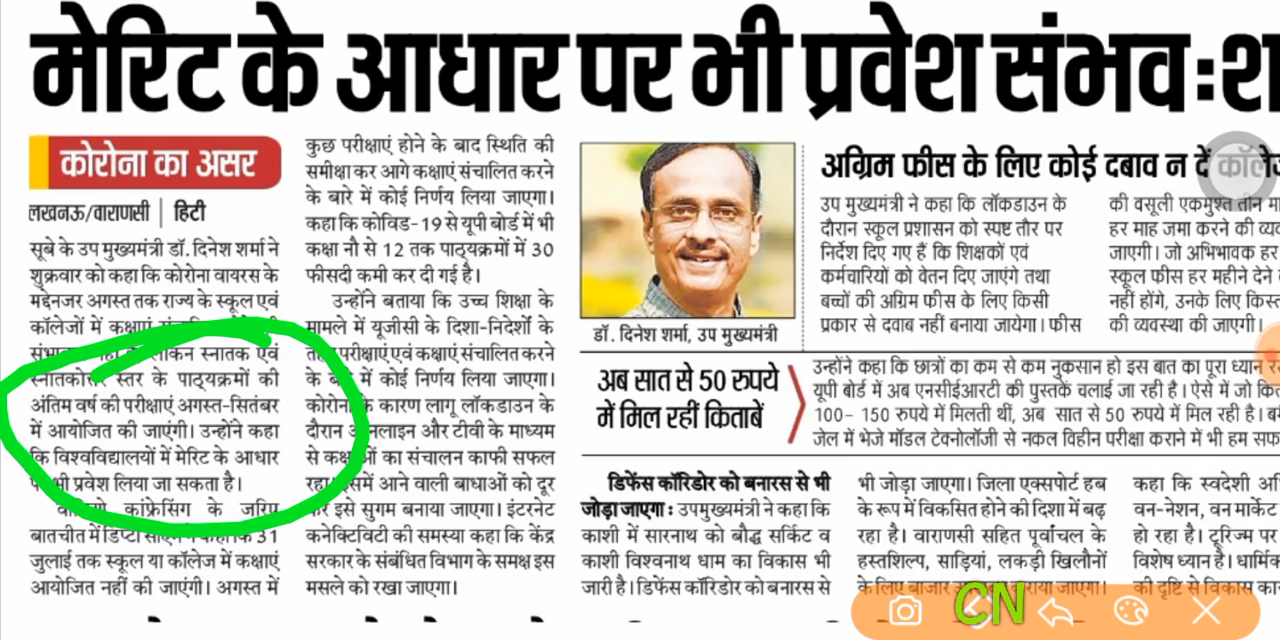 मेरिट के आधार पर भी प्रवेश संभव:श
कोरोना का असर
लखनऊ/वाराणसी | हिटी
सूबे के उप मुख्यमंत्री डॉ. दिनेश शर्मा ने
शुक्रवार को कहा कि कोरोना वायरस के
मद्देनजर अगस्त तक राज्य के स्कूल एवं
कॉलेजों में कक्षाएं
लेकिन स्नातक एवं
स्नातकोत्तर स्तर के पाठ्यक्रमों की
अंतिम वर्ष की परीक्षाएं अगस्त-सितंबर
में आयोजित की जाएंगी। उन्होंने कहा
कि विश्वविद्यालयों में मेरिट के आधार
पर भी प्रवेश लिया जा सकता है।
कांफ्रेसिंग के जरिए
बातचीत में डिप्टी सीएम ने कहा कि 31
जुलाई तक स्कूल या कॉलेज में कक्षाएं
आयोजित नहीं की जाएंगी। अगस्त में
कुछ परीक्षाएं होने के बाद स्थिति की
समीक्षा कर आगे कक्षाएं संचालित करने
के बारे में कोई निर्णय लिया जाएगा।
कहा कि कोविड-19 से यूपी बोर्ड में भी
कक्षा नौ से 12 तक पाठ्यक्रमों में 30
फीसदी कमी कर दी गई है।
उन्होंने बताया कि उच्च शिक्षा के
मामले में यूजीसी के दिशा-निर्देशों के
तहत परीक्षाएं एवं कक्षाएं संचालित करने
के बारे में कोई निर्णय लिया जाएगा।
कोरोना के कारण लागू लॉकडाउन के
दौरान ऑनलाइन और टीवी के माध्यम
से कक्षाओं का संचालन काफी सफल
रहा। इसमें आने वाली बाधाओं को दूर
कर इसे सुगम बनाया जाएगा। इंटरनेट
कनेक्टिविटी की समस्या कहा कि केंद्र
सरकार के संबंधित विभाग के समक्ष इस
मसले को रखा जाएगा।
डॉ. दिनेश शर्मा, उप मुख्यमंत्री
अग्रिम फीस के लिए कोई दबाव न दें कॉलेज
उप मुख्यमंत्री ने कहा कि लॉकडाउन के
दौरान स्कूल प्रशासन को स्पष्ट तौर पर
निर्देश दिए गए हैं कि शिक्षकों एवं
कर्मचारियों को वेतन दिए जाएंगे तथा
बच्चों की अग्रिम फीस के लिए किसी
प्रकार से दवाब नहीं बनाया जायेगा। फीस
की वसूली एकमुश्त तीन
हर माह जमा करने की
जाएगी। जो अभिभावक हर
स्कूल फीस हर महीने देने
नहीं होंगे, उनके लिए
की व्यवस्था की जाएगी।
अब सात से 50 रुपये
में मिल रहीं किताबें
उन्होंने कहा कि छात्रों का कम से कम नुकसान हो इस बात का पूरा ध्यान
यूपी बोर्ड में अब एनसीईआरटी की पुस्तकें चलाई जा रही है। ऐसे में जो
100- 150 रुपये में मिलती थीं, अब सात से 50 रुपये में मिल रही है।
जेल में भेजे मॉडल टेक्नोलॉजी से नकल विहीन परीक्षा कराने में भी हम
डिफेंस कॉरिडोर को बनारस से भी
जोड़ा जाएगा : उपमुख्यमंत्री ने कहा कि
काशी में सारनाथ को बौद्ध सर्किट व
काशी विश्वनाथ धाम का विकास भी
जारी है। डिफेंस कॉरिडोर को बनारस से
भी जोड़ा जाएगा। जिला एक्सपोर्ट हब
के रूप में विकसित होने की दिशा में बढ़
रहा है। वाराणसी सहित पूर्वांचल के
हस्तशिल्प, साड़ियां, लकड़ी खिलौनों
के लिए बाजार
कहा कि स्वदेशी
वन-नेशन, वन मार्केट
हो रहा है। टूरिज्म पर
विशेष ध्यान है।
की दृष्टि से विकास
CN